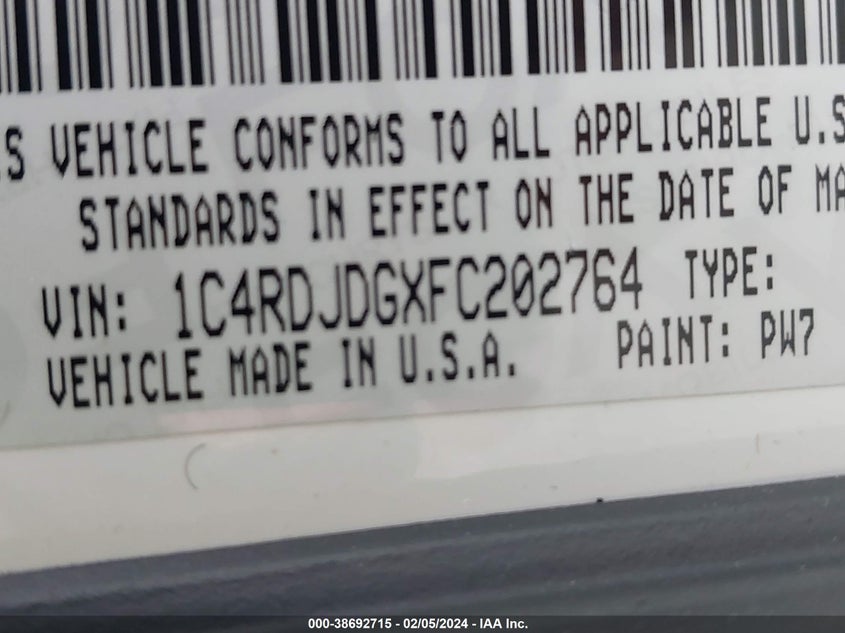 VEHICLE CONFORMS TO ALL APPLICABLE U.S
STANDARDS IN EFFECT ON THE DATE OF MA
VIN: 1C4RDJDGXFC202764 TYPE:
VEHICLE MADE IN U.S.A. PAINT: PW7
000-38692715 - 02/05/2024 - IAA Inc.